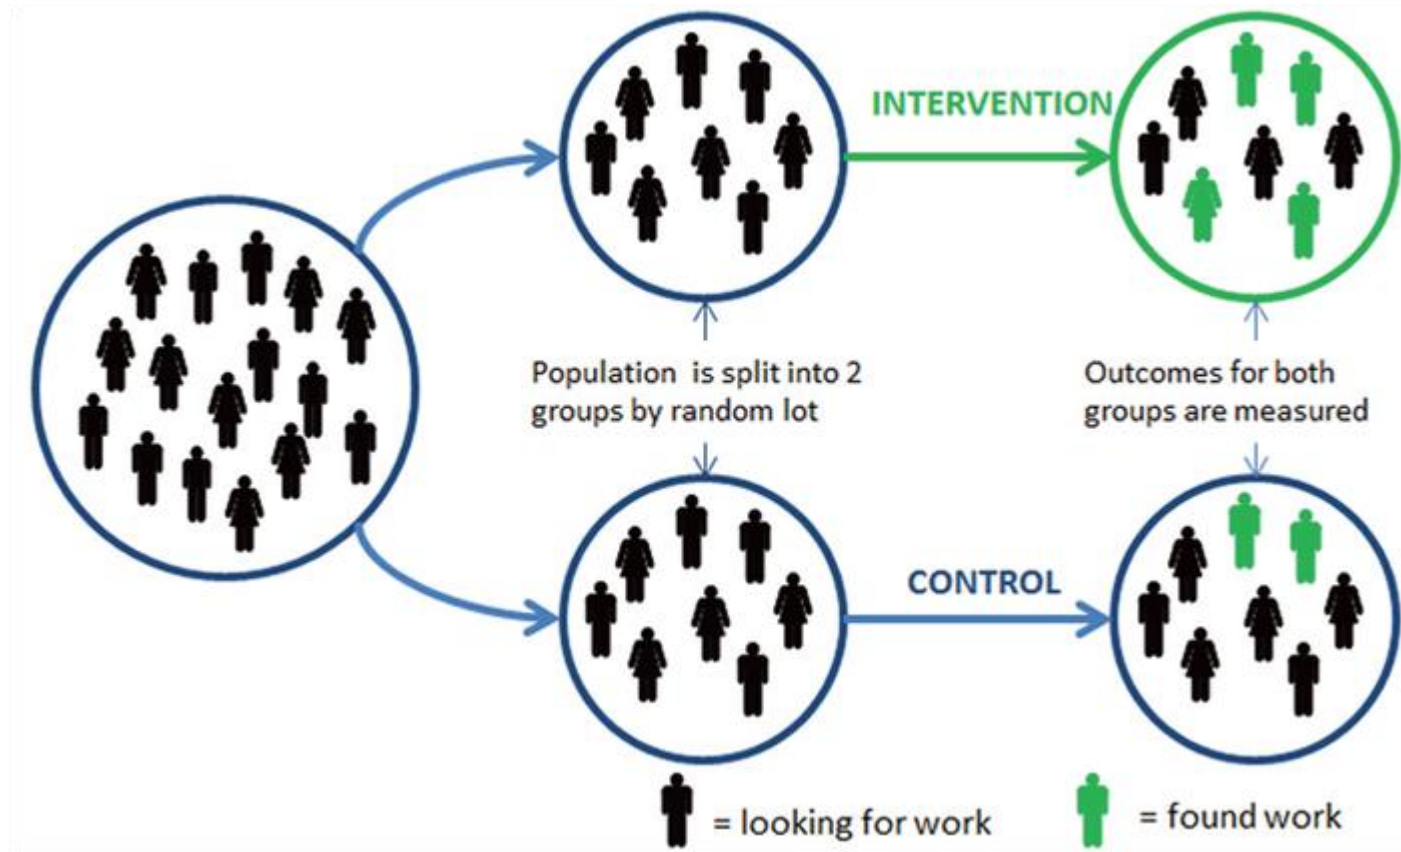 INTERVENTION
Population is split into 2
groups by random lot
Outcomes for both
groups are measured
CONTROL
= looking for work
= found work